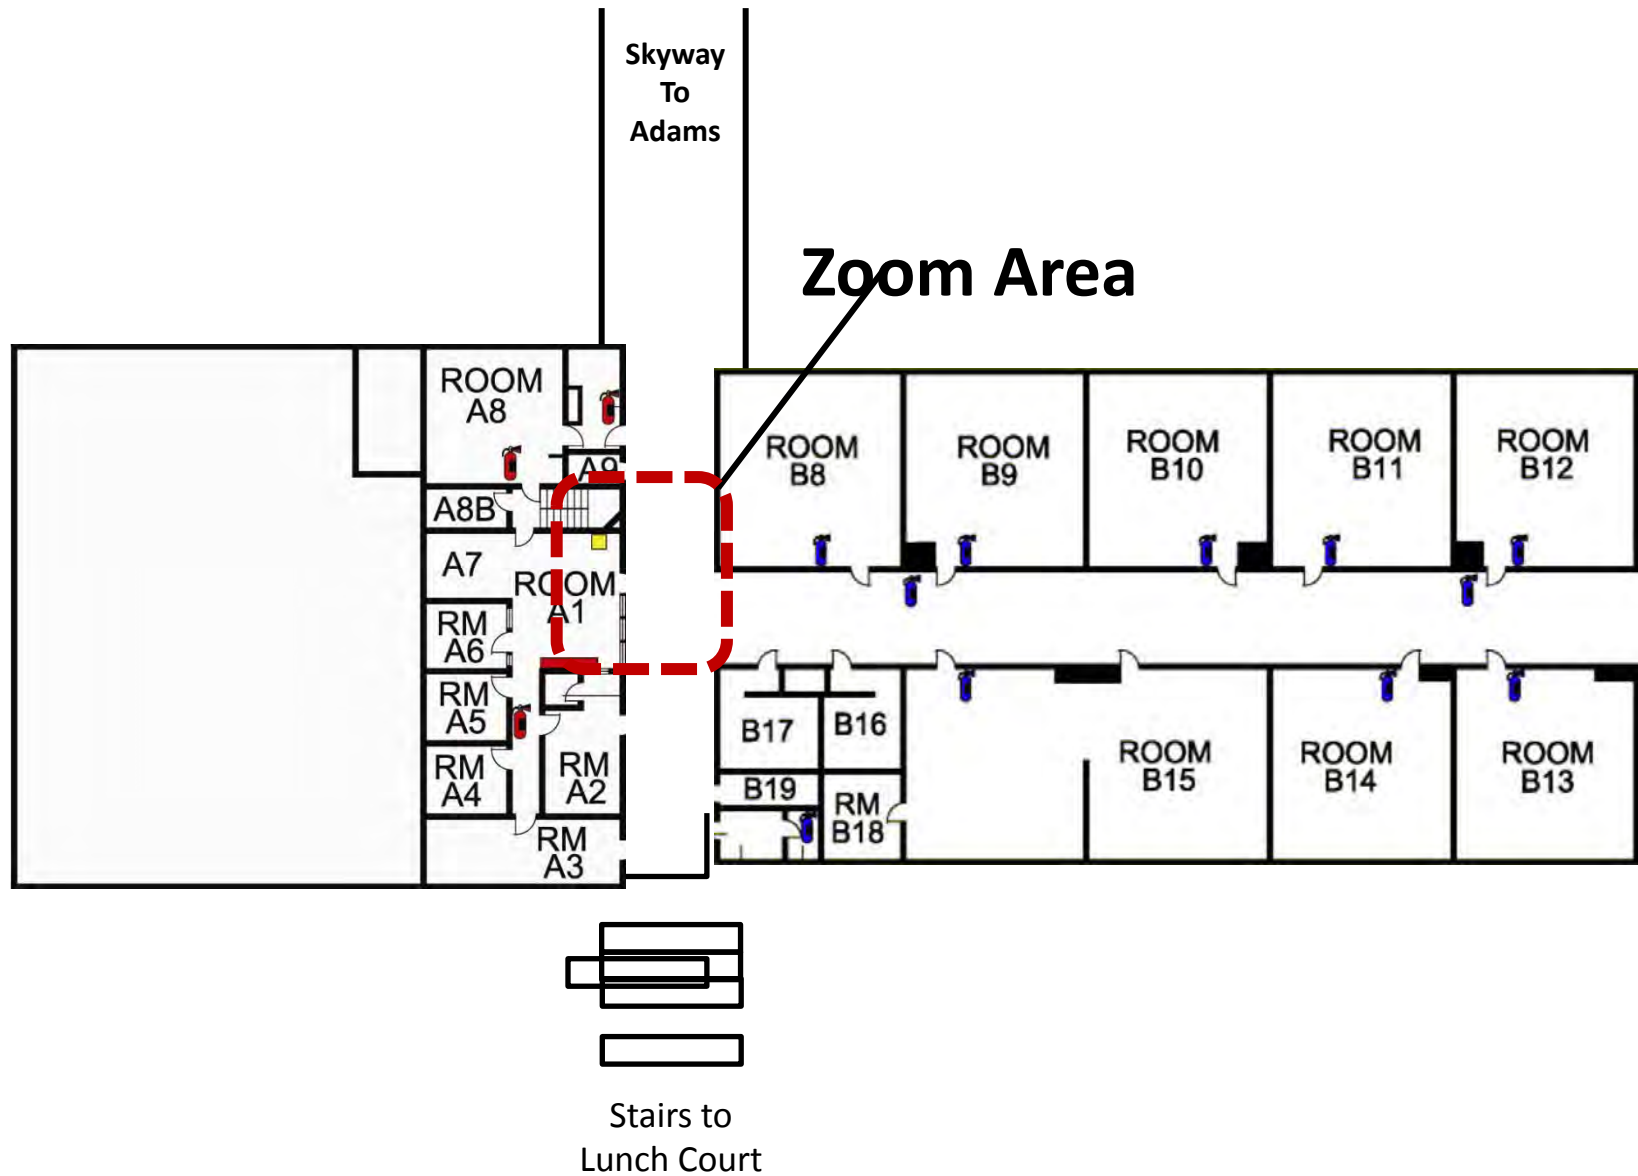 Skyway
To
Adams
Zoom Area
ROOM
A8
A9
A8B
A7
ROOM
A1
RM
A6
RM
A5
RM
A4
RM
A2
RM
A3
ROOM
B8
ROOM
B9
ROOM
B10
ROOM
B11
ROOM
B12
B17
B16
B19
RM
B18
ROOM
B15
ROOM
B14
ROOM
B13
Stairs to
Lunch Court